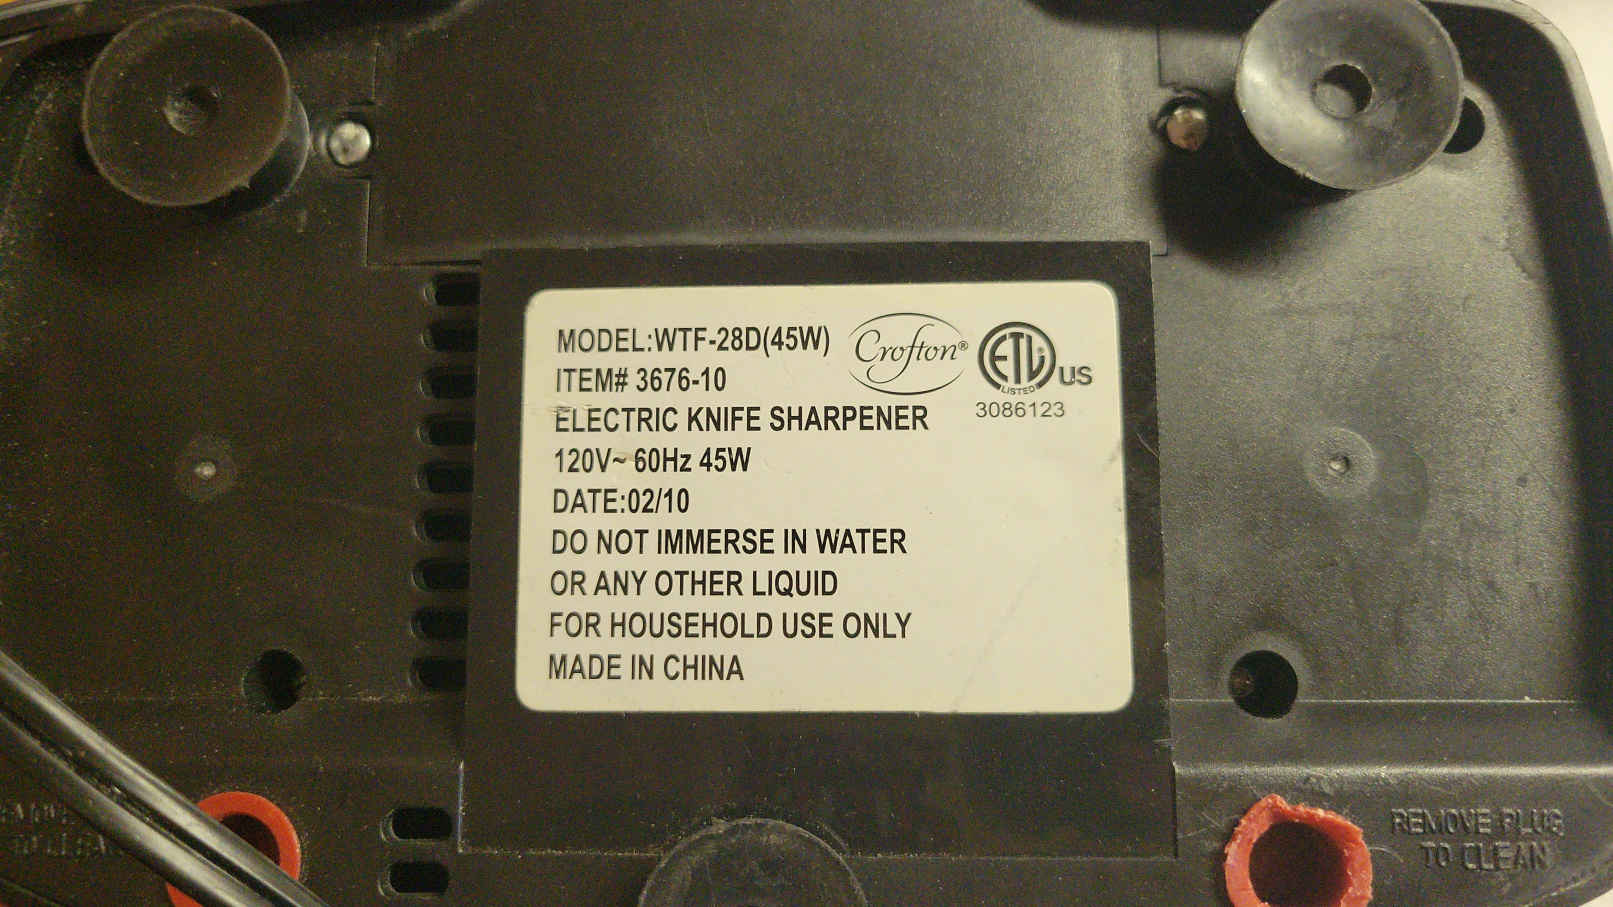 MODEL:WTF-28D(45W)
Crofton®
ETL® US
LISTED
3086123
ITEM# 3676-10
ELECTRIC KNIFE SHARPENER
120V~ 60Hz 45W
DATE:02/10
DO NOT IMMERSE IN WATER
OR ANY OTHER LIQUID
FOR HOUSEHOLD USE ONLY
MADE IN CHINA
TO CLEAN
REMOVE PLUG
TO CLEAN